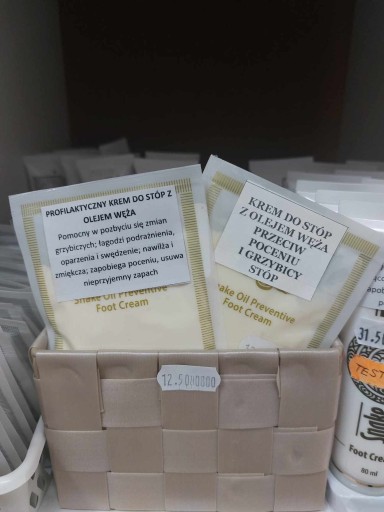 PROFILAKTYCZNY KREM DO STÓP Z
OLEJEM WĘŻA
Pomocny w pozbyciu się zmian
grzybiczych; łagodzi podrażnienia,
oparzenia i swędzenie; nawilża i
zmiękcza; zapobiega poceniu, usuwa
nieprzyjemny zapach
Snake Oil Preventive
Foot Cream
KREM DO STÓP
Z OLEJEM WĘŻA
PRZECIW
POCENIU
I GRZYBICY
STÓP
Snake Oil Preventive
Foot Cream
12.50
31.50
TEST
Foot Cre
80 ml